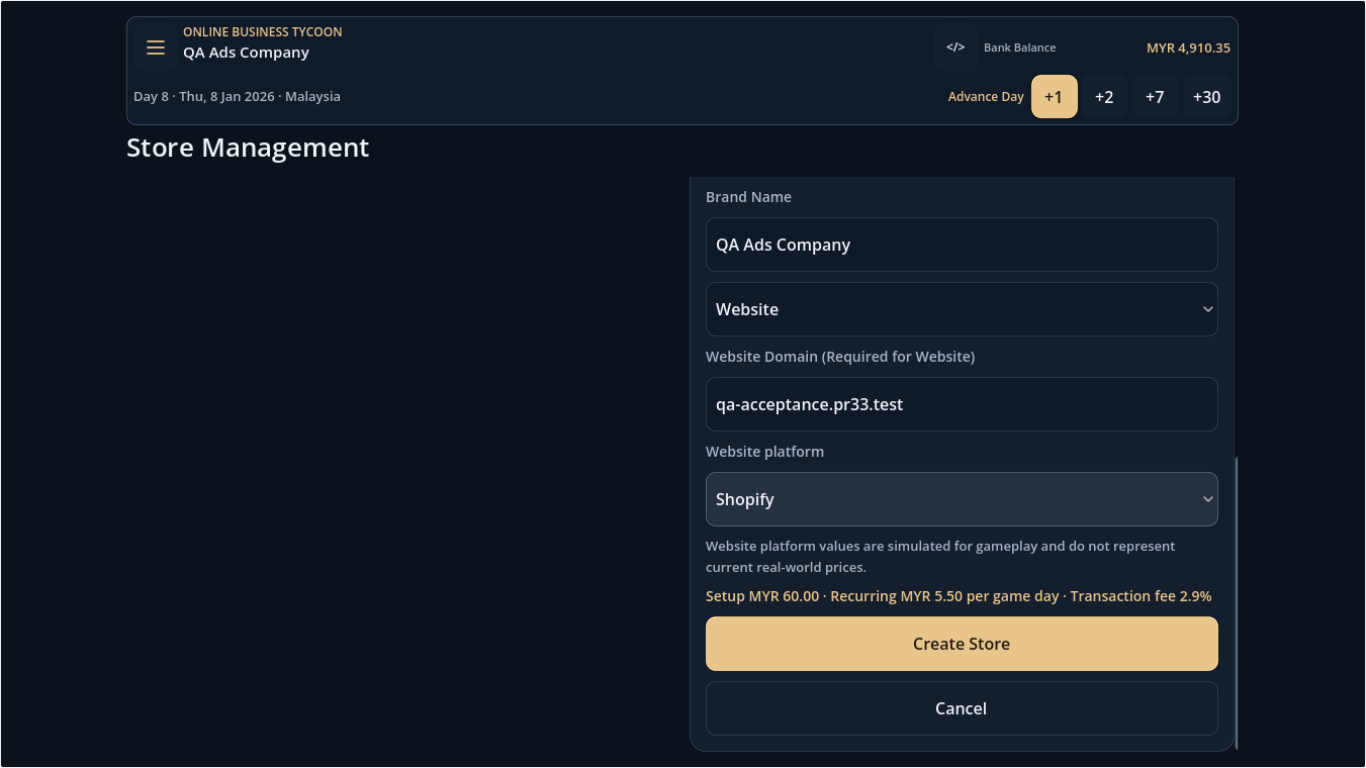 ONLINE BUSINESS TYCOON
QA Ads Company
</>
Bank Balance
MYR 4,910.35
Day 8 · Thu, 8 Jan 2026 · Malaysia
Advance Day
+1
+2
+7
+30
Store Management
Brand Name
QA Ads Company
Website
Website Domain (Required for Website)
qa-acceptance.pr33.test
Website platform
Shopify
Website platform values are simulated for gameplay and do not represent
current real-world prices.
Setup MYR 60.00 · Recurring MYR 5.50 per game day · Transaction fee 2.9%
Create Store
Cancel